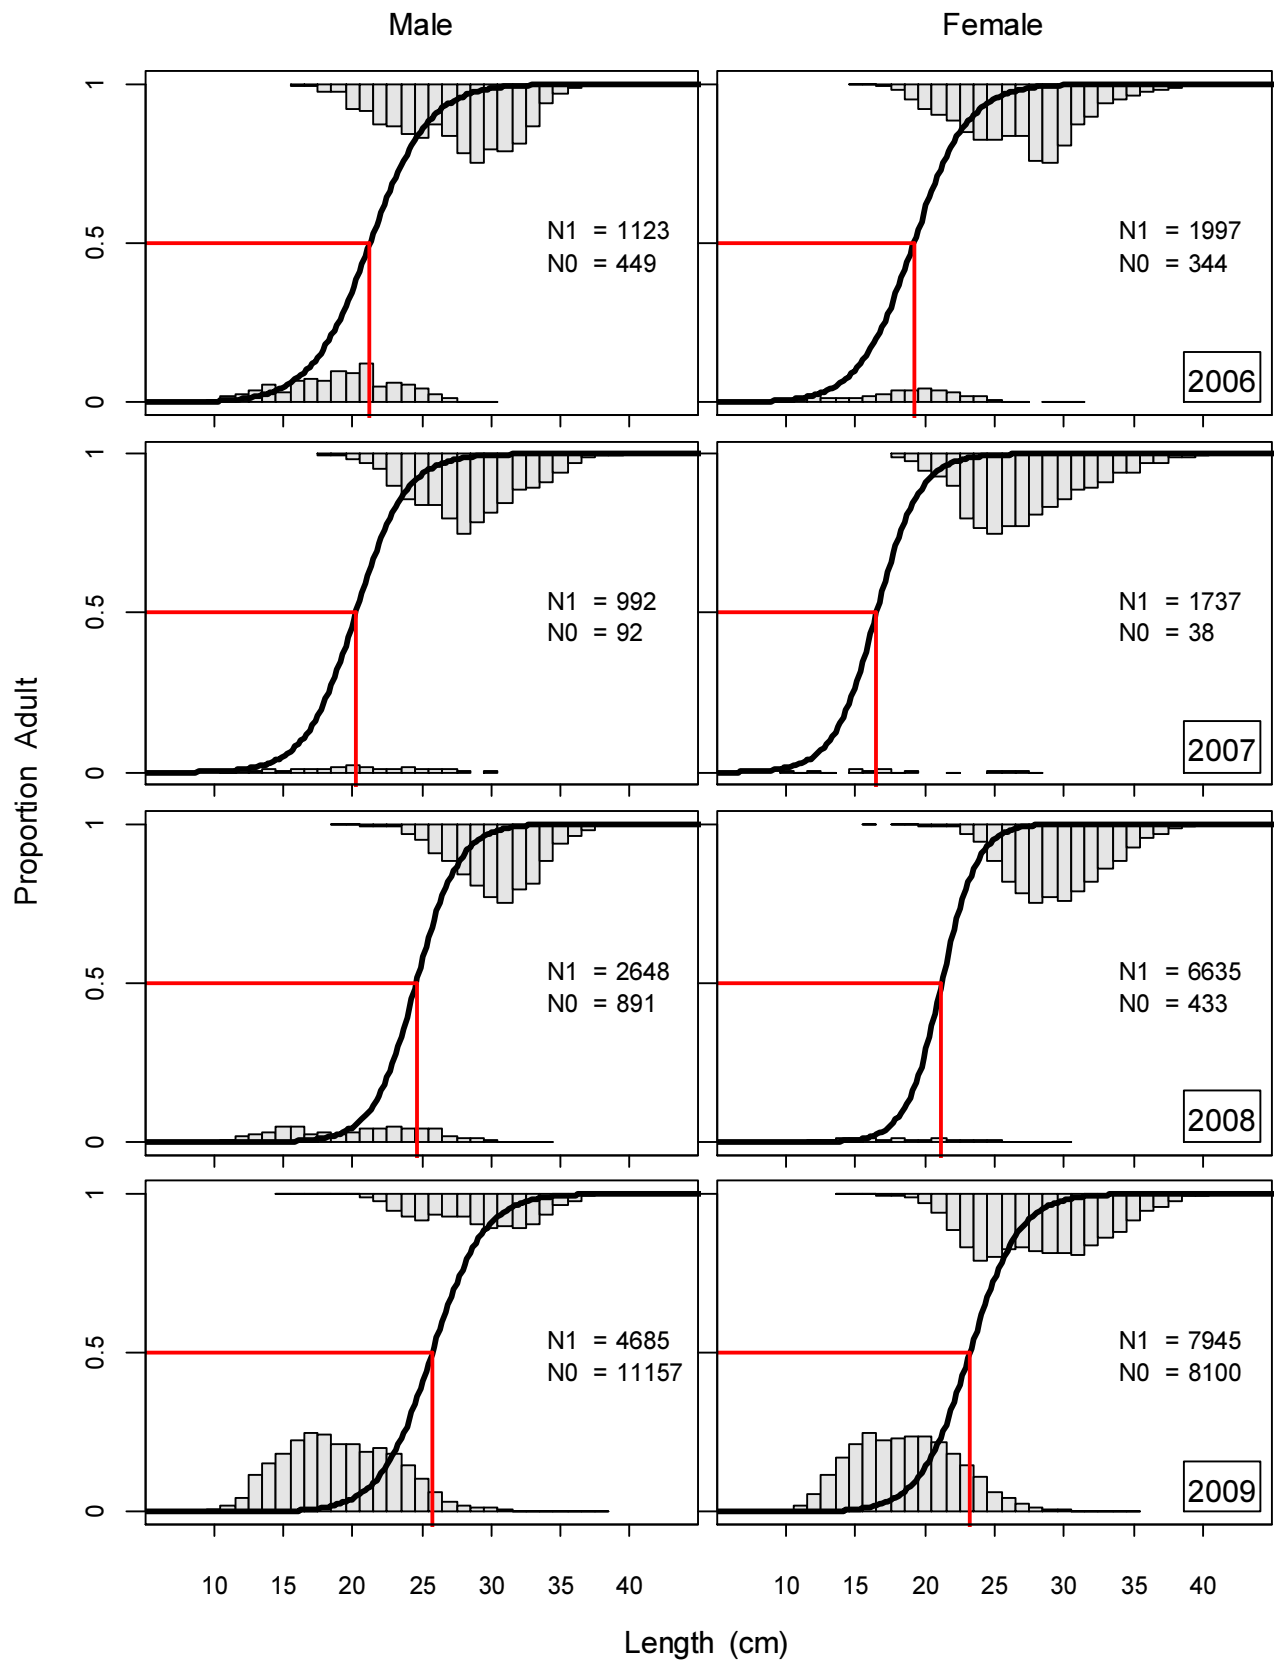 Male Female
1
0.5
0
N1 = 1123
N0 = 449
N1 = 1997
N0 = 344
2006
1
0.5
0
N1 = 992
N0 = 92
N1 = 1737
N0 = 38
2007
1
0.5
0
N1 = 2648
N0 = 891
N1 = 6635
N0 = 433
2008
1
0.5
0
N1 = 4685
N0 = 11157
N1 = 7945
N0 = 8100
2009
Proportion Adult
10 15 20 25 30 35 40 10 15 20 25 30 35 40
Length (cm)